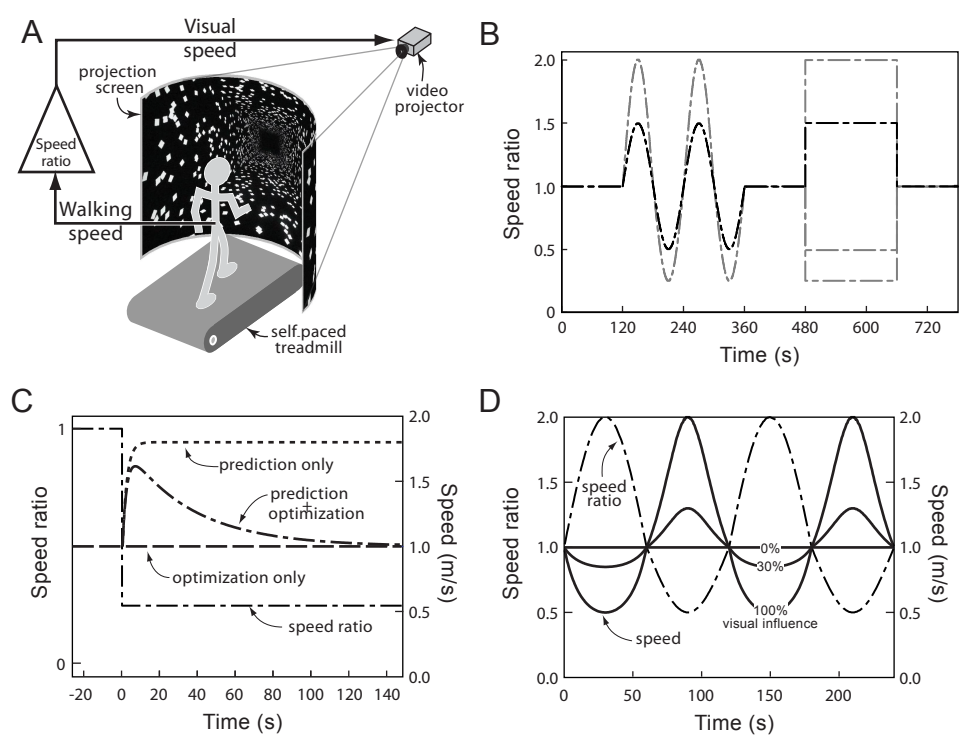 A
Visual
speed
projection
screen
video
projector
Speed
ratio
Walking
speed
self.paced
treadmill
B
Speed ratio
2.0
1.5
1.0
0.5
0
0 120 240 360 480 600 720
Time (s)
C
Speed ratio
1
0
2.0
1.5
1.0
0.5
0.0
Speed (m/s)
prediction only
prediction
+
optimization
optimization only
speed ratio
-20 0 20 40 60 80 100 120 140
Time (s)
D
Speed ratio
2.0
1.5
1.0
0.5
2.0
2.0
1.5
1.0
0.5
0.0
Speed (m/s)
speed
ratio
0%
30%
100%
visual influence
speed
0 50 100 150 200
Time (s)